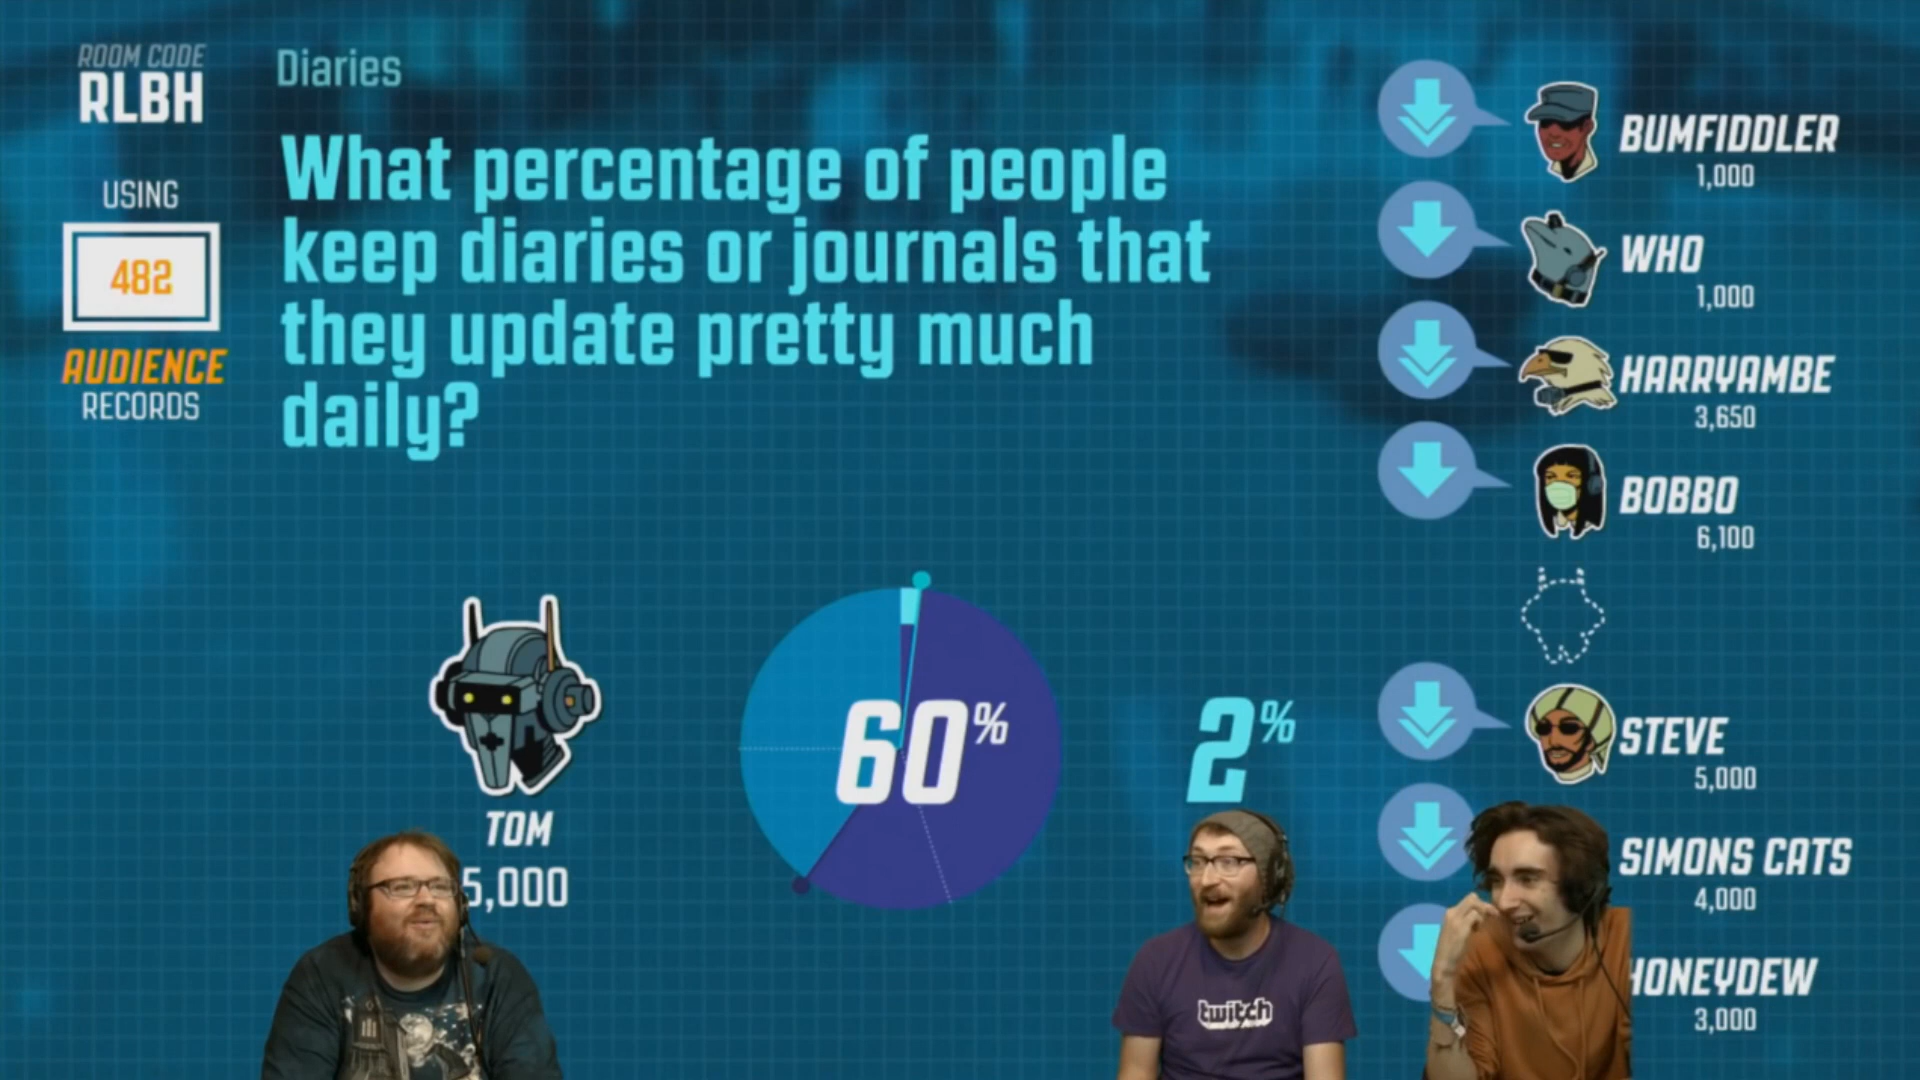 ROOM CODE
RLBH
USING
482
AUDIENCE
RECORDS
Diaries
What percentage of people
keep diaries or journals that
they update pretty much
daily?
TOM
5,000
60%
2%
BUMFIDDLER
1,000
WHO
1,000
HARRYAMBE
3,650
BOBBO
6,100
STEVE
5,000
SIMONS CATS
4,000
HONEYDEW
3,000
twitch